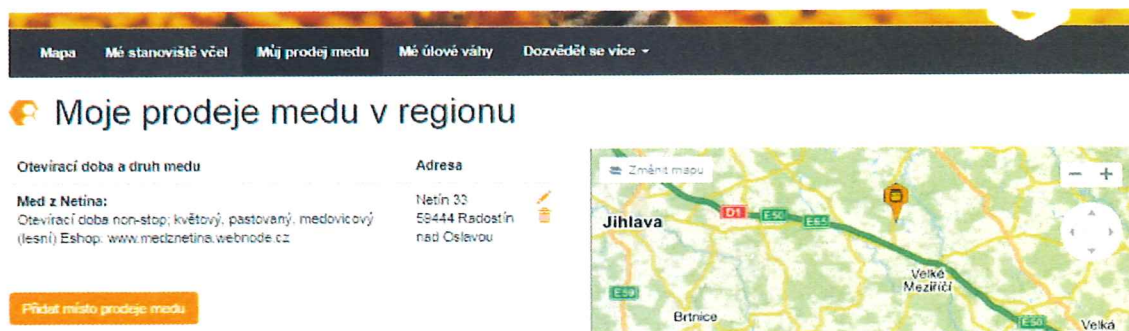 Mapa Mé stanoviště včel Můj prodej medu Mé úlové váhy Dozvědět se více
Moje prodeje medu v regionu
Otevírací doba a druh medu Adresa
Med z Netína: Netín 33
Otevírací doba non-stop; květový, pastovaný, medovicový 59444 Radostín
(lesní) Eshop: www.medznetina.webnode.cz nad Oslavou
Přidat místo prodeje medu
Změnit mapu
− +
D1 E50 E65
Jihlava
Velké
Meziříčí
E59
Brtnice
E50
Velká